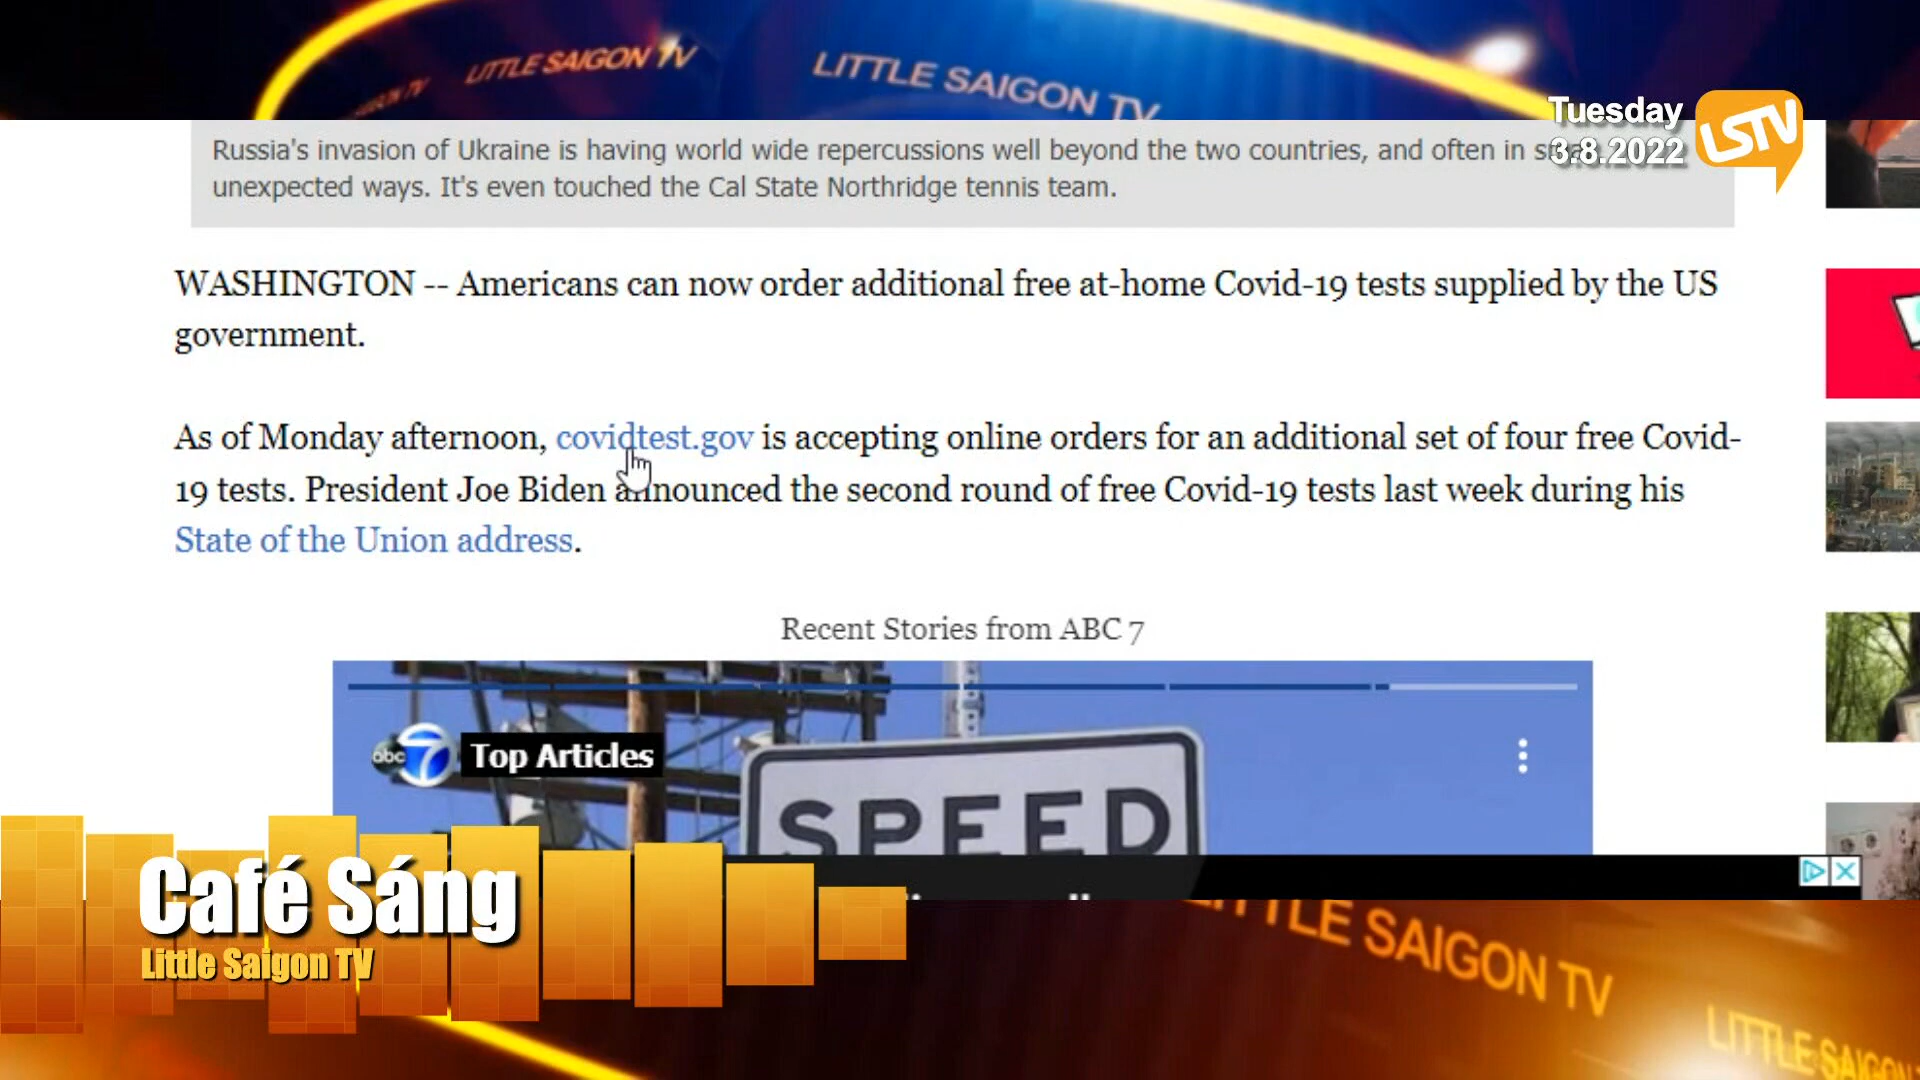 LITTLE SAIGON TV
LITTLE SAIGON TV
Tuesday
3.8.2022
LSTV
Russia's invasion of Ukraine is having world wide repercussions well beyond the two countries, and often in
unexpected ways. It's even touched the Cal State Northridge tennis team.
WASHINGTON -- Americans can now order additional free at-home Covid-19 tests supplied by the US
government.
As of Monday afternoon, covidtest.gov is accepting online orders for an additional set of four free Covid-
19 tests. President Joe Biden announced the second round of free Covid-19 tests last week during his
State of the Union address.
Recent Stories from ABC 7
abc 7 Top Articles
SPEED
Café Sáng
Little Saigon TV
LITTLE SAIGON TV
LITTLE SAIGON